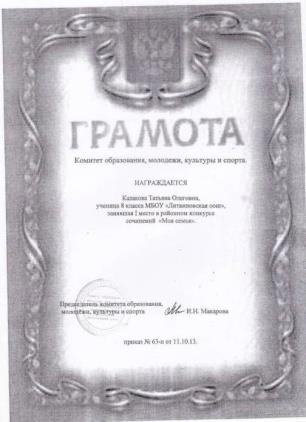 ГРАМОТА
Комитет образования, молодежи, культуры и спорта.
НАГРАЖДАЕТСЯ
Казакова Татьяна Олеговна,
ученица 8 класса МБОУ «Литвиновская оош»,
занявшая I место в районном конкурсе
сочинений «Моя семья».
Председатель комитета образования,
молодежи, культуры и спорта И.Н. Макарова
приказ № 63-п от 11.10.13.